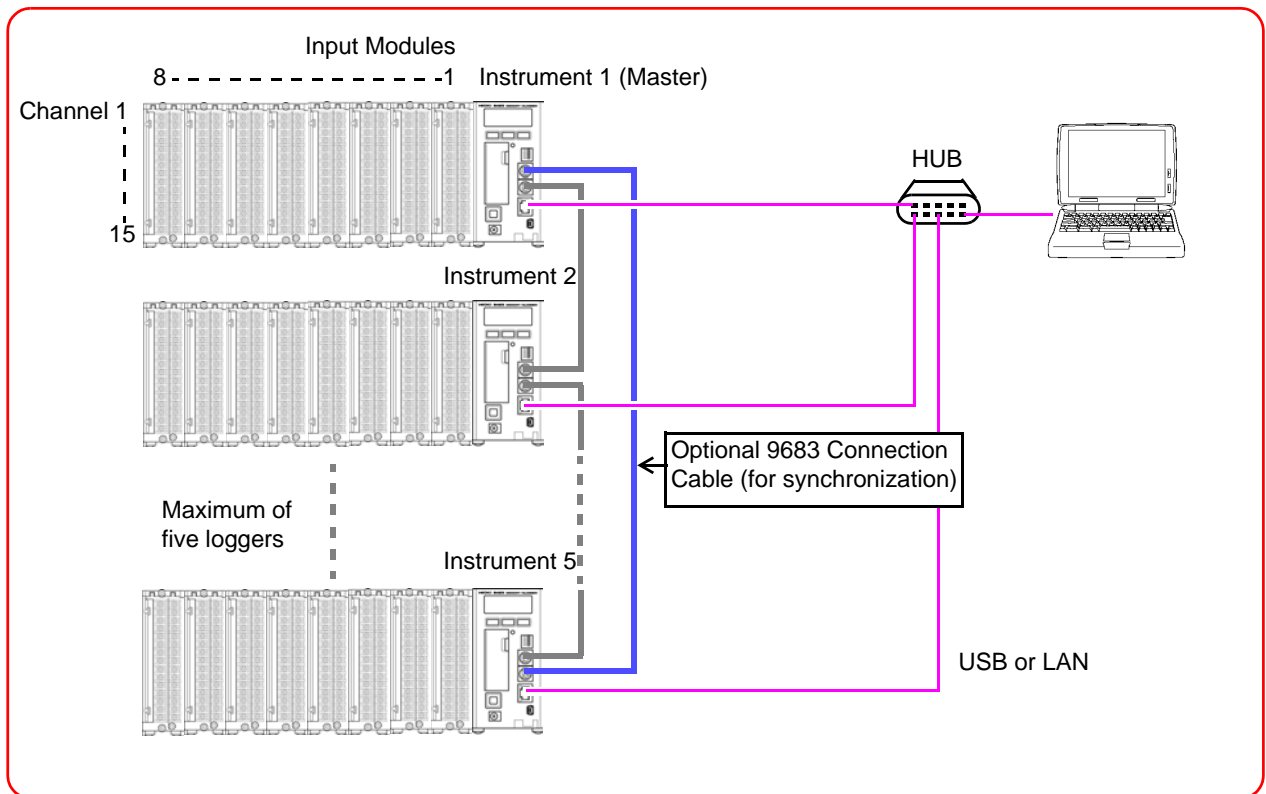 Input Modules
8 1 Instrument 1 (Master)
Channel 1
15
HUB
Instrument 2
Optional 9683 Connection
Cable (for synchronization)
Maximum of
five loggers
Instrument 5
USB or LAN